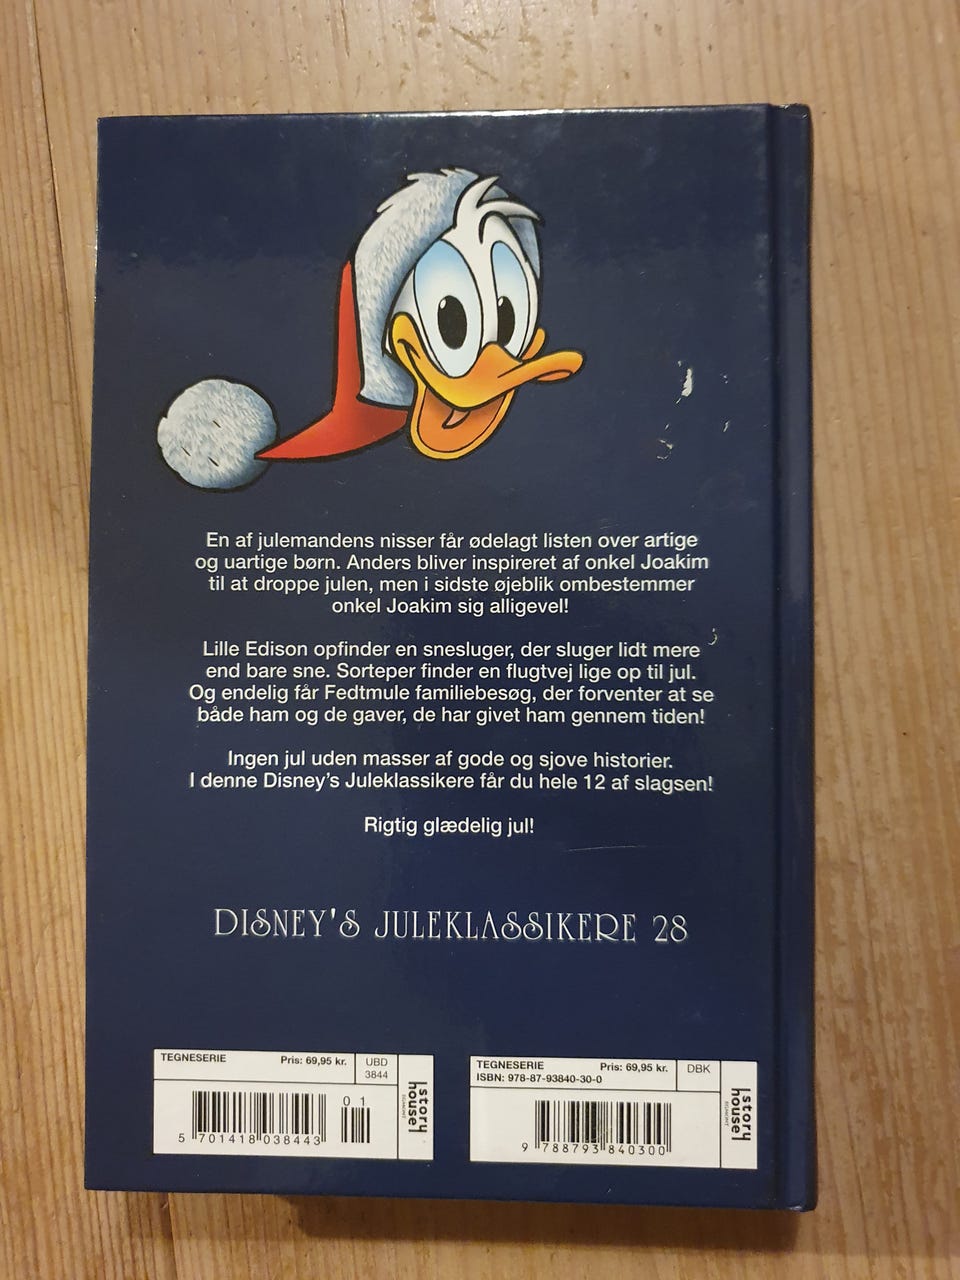 En af julemandens nisser får ødelagt listen over artige
og uartige børn. Anders bliver inspireret af onkel Joakim
til at droppe julen, men i sidste øjeblik ombestemmer
onkel Joakim sig alligevel!
Lille Edison opfinder en snesluger, der sluger lidt mere
end bare sne. Sorteper finder en flugtvej lige op til jul.
Og endelig får Fedtmule familiebesøg, der forventer at se
både ham og de gaver, de har givet ham gennem tiden!
Ingen jul uden masser af gode og sjove historier.
I denne Disney's Juleklassikere får du hele 12 af slagsen!
Rigtig glædelig jul!
DISNEY'S JULEKLASSIKERE 28
TEGNESERIE Pris: 69,95 kr. UBD
3844
0 1
5 701418 038443
story
house
EGMONT
TEGNESERIE Pris: 69,95 kr. DBK
ISBN: 978-87-93840-30-0
9 788793 840300
story
house
EGMONT